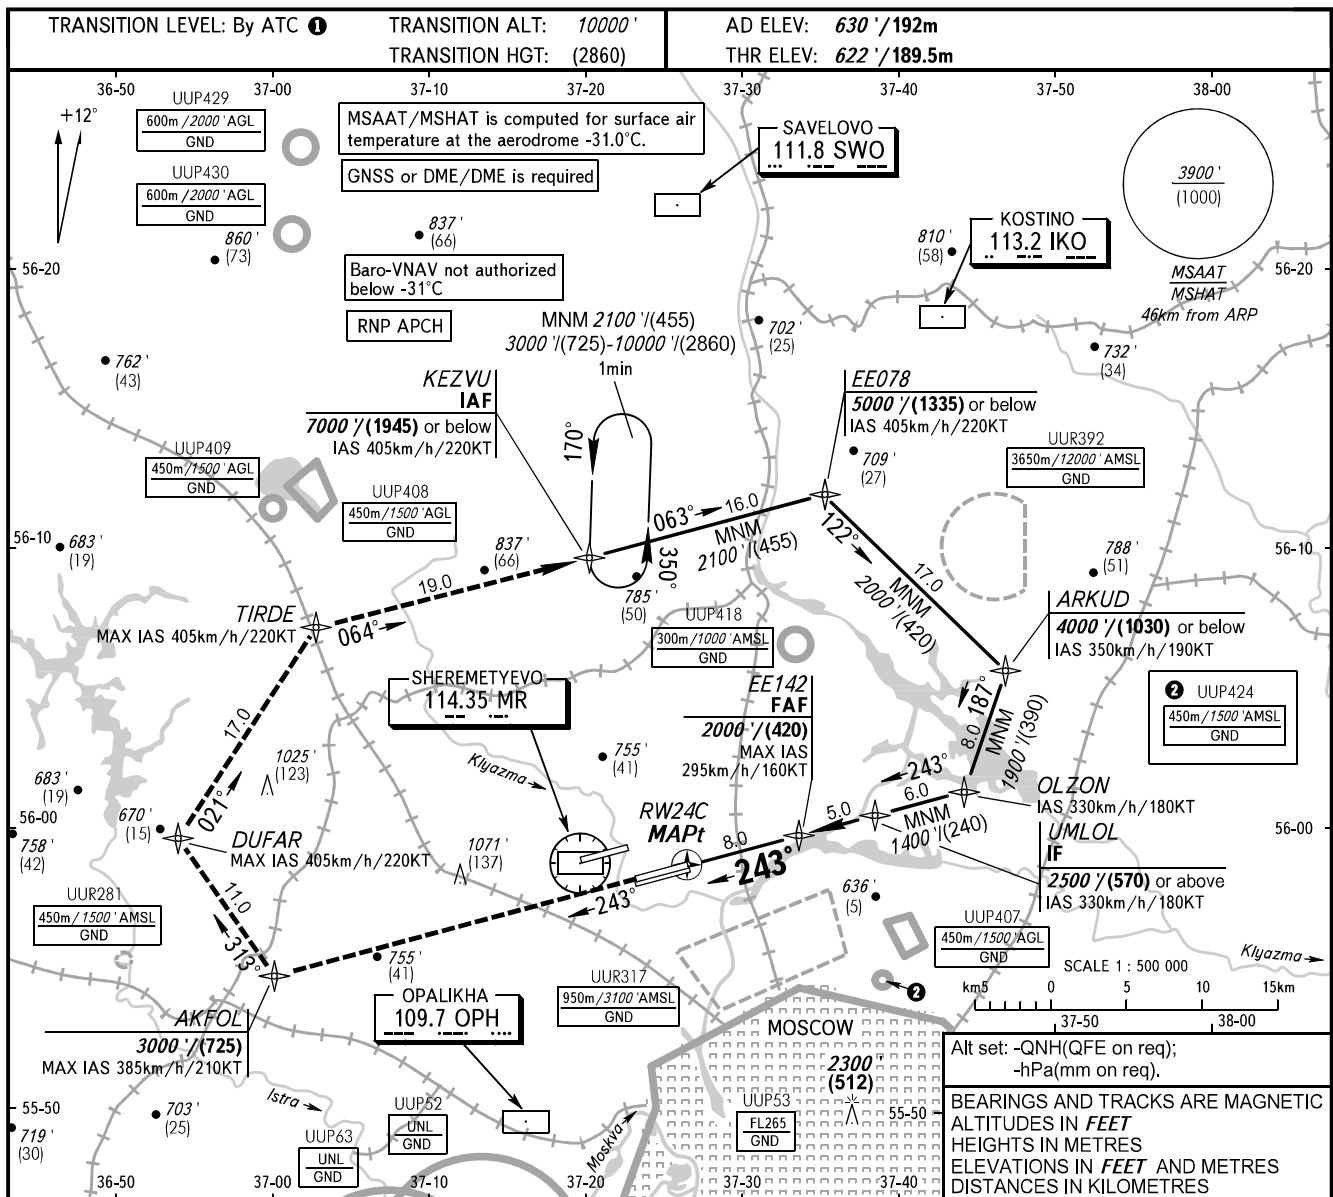 TRANSITION LEVEL: By ATC ❶
TRANSITION ALT: 10000 '
TRANSITION HGT: (2860)
AD ELEV: 630 '/192m
THR ELEV: 622 '/189.5m
36-50
37-00
37-10
37-20
37-30
37-40
37-50
38-00
+12°
UUP429
600m/2000 'AGL
GND
UUP430
600m/2000 'AGL
GND
MSAAT/MSHAT is computed for surface air
temperature at the aerodrome -31.0°C.
GNSS or DME/DME is required
SAVELOVO
111.8 SWO
3900 '
(1000)
MSAAT
MSHAT
46km from ARP
KOSTINO
113.2 IKO
860 '
(73)
837 '
(66)
810 '
(58)
56-20
56-20
Baro-VNAV not authorized
below -31°C
RNP APCH
MNM 2100 '/(455)
3000 '/(725)-10000 '/(2860)
1min
702 '
(25)
732 '
(34)
762 '
(43)
KEZVU
IAF
7000 '/(1945) or below
IAS 405km/h/220KT
170°
350°
EE078
5000 '/(1335) or below
IAS 405km/h/220KT
709 '
(27)
UUR392
3650m/12000 'AMSL
GND
UUP409
450m/1500 'AGL
GND
UUP408
450m/1500 'AGL
GND
063°
16.0
MNM
2100 '/(455)
122°
17.0
MNM
2000 '/(420)
56-10
56-10
683 '
(19)
837 '
(66)
785 '
(50)
788 '
(51)
19.0
064°
TIRDE
MAX IAS 405km/h/220KT
UUP418
300m/1000 'AMSL
GND
ARKUD
4000 '/(1030) or below
IAS 350km/h/190KT
❷ UUP424
450m/1500 'AMSL
GND
SHEREMETYEVO
114.35 MR
EE142
FAF
2000 '/(420)
MAX IAS
295km/h/160KT
187°
8.0
MNM
1900 '/(390)
17.0
021°
1025 '
(123)
Klyazma
755 '
(41)
243°
6.0
5.0
MNM
1400 '/(240)
OLZON
IAS 330km/h/180KT
UMLOL
IF
2500 '/(570) or above
IAS 330km/h/180KT
683 '
(19)
56-00
56-00
670 '
(15)
758 '
(42)
DUFAR
MAX IAS 405km/h/220KT
1071 '
(137)
RW24C
MAPt
8.0
243°
243°
636 '
(5)
UUR281
450m/1500 'AMSL
GND
11.0
313°
UUP407
450m/1500 'AGL
GND
Klyazma
755 '
(41)
UUR317
950m/3100 'AMSL
GND
SCALE 1 : 500 000
km5
0
5
10
15km
❷
37-50
38-00
OPALIKHA
109.7 OPH
AKFOL
3000 '/(725)
MAX IAS 385km/h/210KT
MOSCOW
2300 '
(512)
Alt set: -QNH(QFE on req);
-hPa(mm on req).
Istra
Moskva
55-50
55-50
703 '
(25)
719 '
(30)
UUP52
UNL
GND
UUP63
UNL
GND
UUP53
FL265
GND
BEARINGS AND TRACKS ARE MAGNETIC
ALTITUDES IN FEET
HEIGHTS IN METRES
ELEVATIONS IN FEET AND METRES
DISTANCES IN KILOMETRES
36-50
37-00
37-10
37-20
37-30
37-40